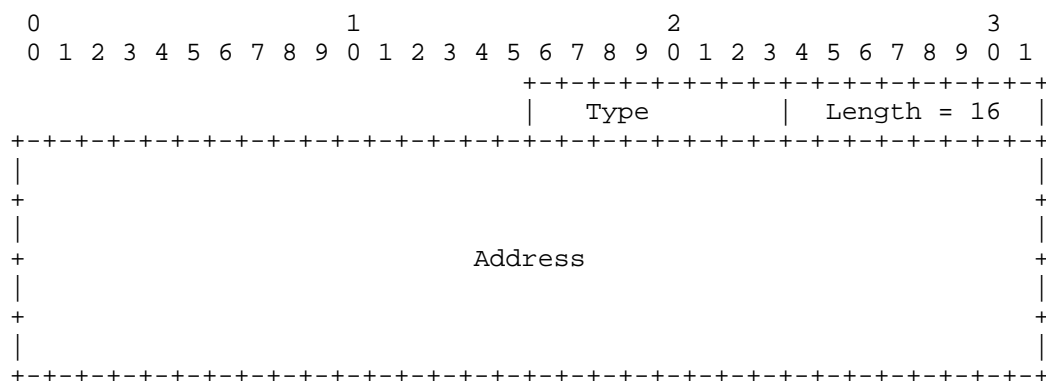 0                   1                   2                   3
 0 1 2 3 4 5 6 7 8 9 0 1 2 3 4 5 6 7 8 9 0 1 2 3 4 5 6 7 8 9 0 1
                                +-+-+-+-+-+-+-+-+-+-+-+-+-+-+-+-+
                                |   Type        |  Length = 16  |
+-+-+-+-+-+-+-+-+-+-+-+-+-+-+-+-+-+-+-+-+-+-+-+-+-+-+-+-+-+-+-+-+
|                                                               |
+                                                               +
|                                                               |
+                            Address                            +
|                                                               |
+                                                               +
|                                                               |
+-+-+-+-+-+-+-+-+-+-+-+-+-+-+-+-+-+-+-+-+-+-+-+-+-+-+-+-+-+-+-+-+